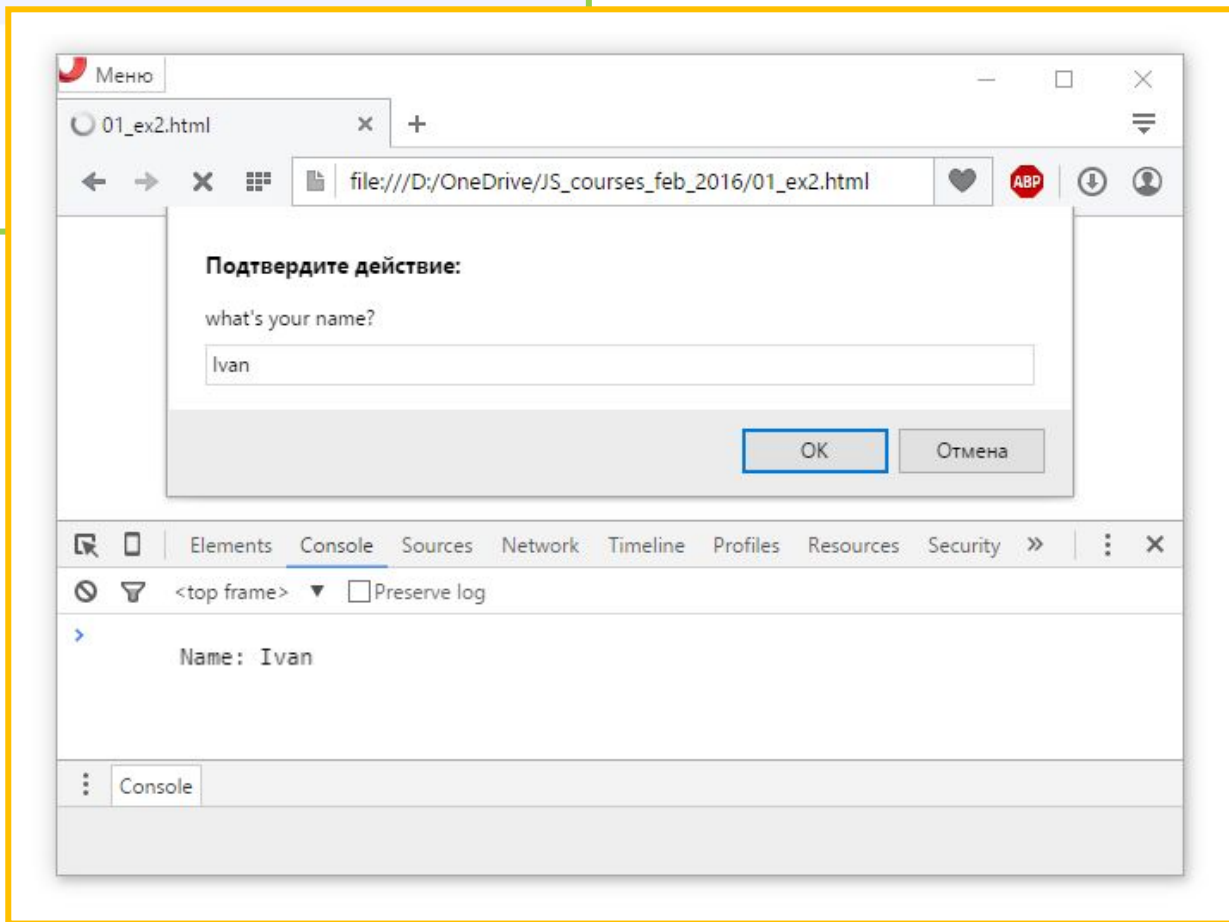 Меню
01_ex2.html
file:///D:/OneDrive/JS_courses_feb_2016/01_ex2.html
ABP
Подтвердите действие:
what's your name?
Ivan
OK Отмена
Elements Console Sources Network Timeline Profiles Resources Security »
<top frame> ▼ Preserve log
>
Name: Ivan
Console